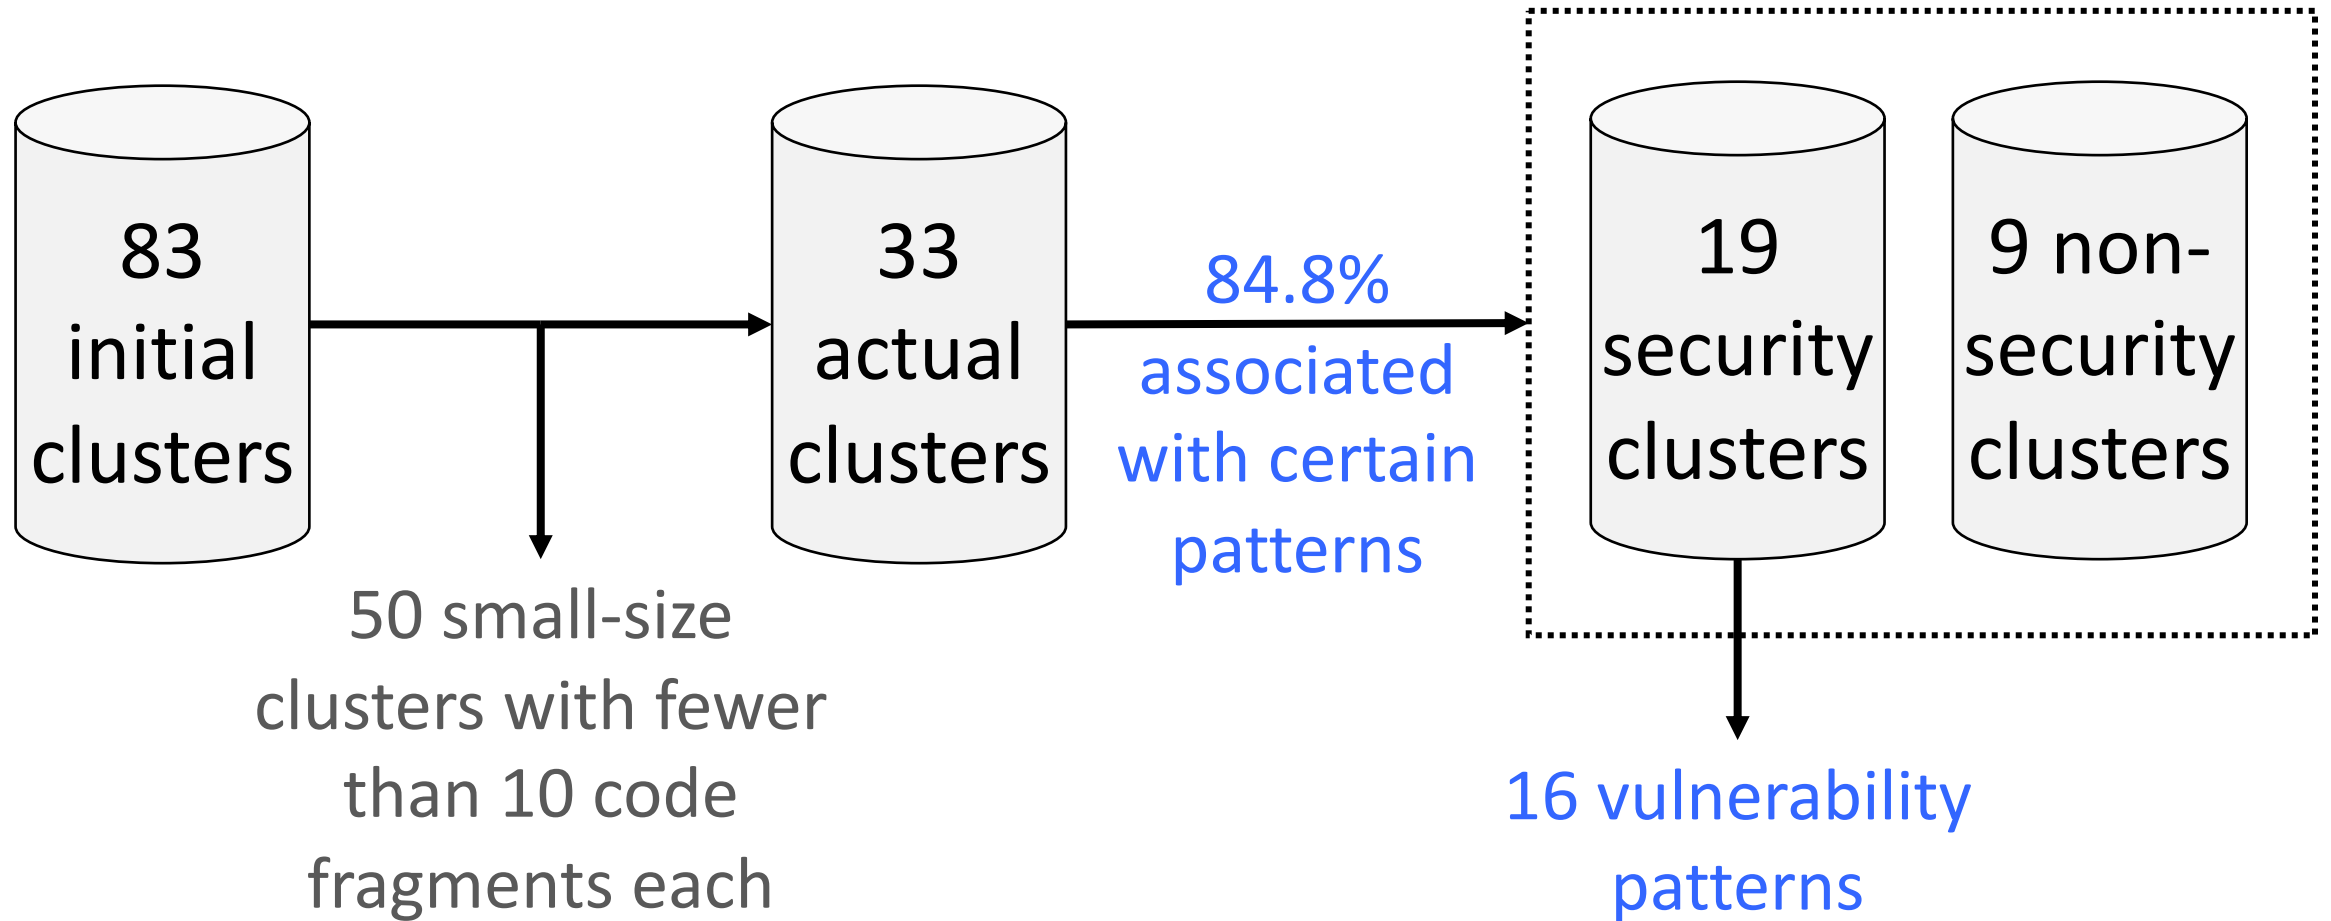 83
initial
clusters
50 small-size
clusters with fewer
than 10 code
fragments each
33
actual
clusters
84.8%
associated
with certain
patterns
19
security
clusters
9 non-
security
clusters
16 vulnerability
patterns